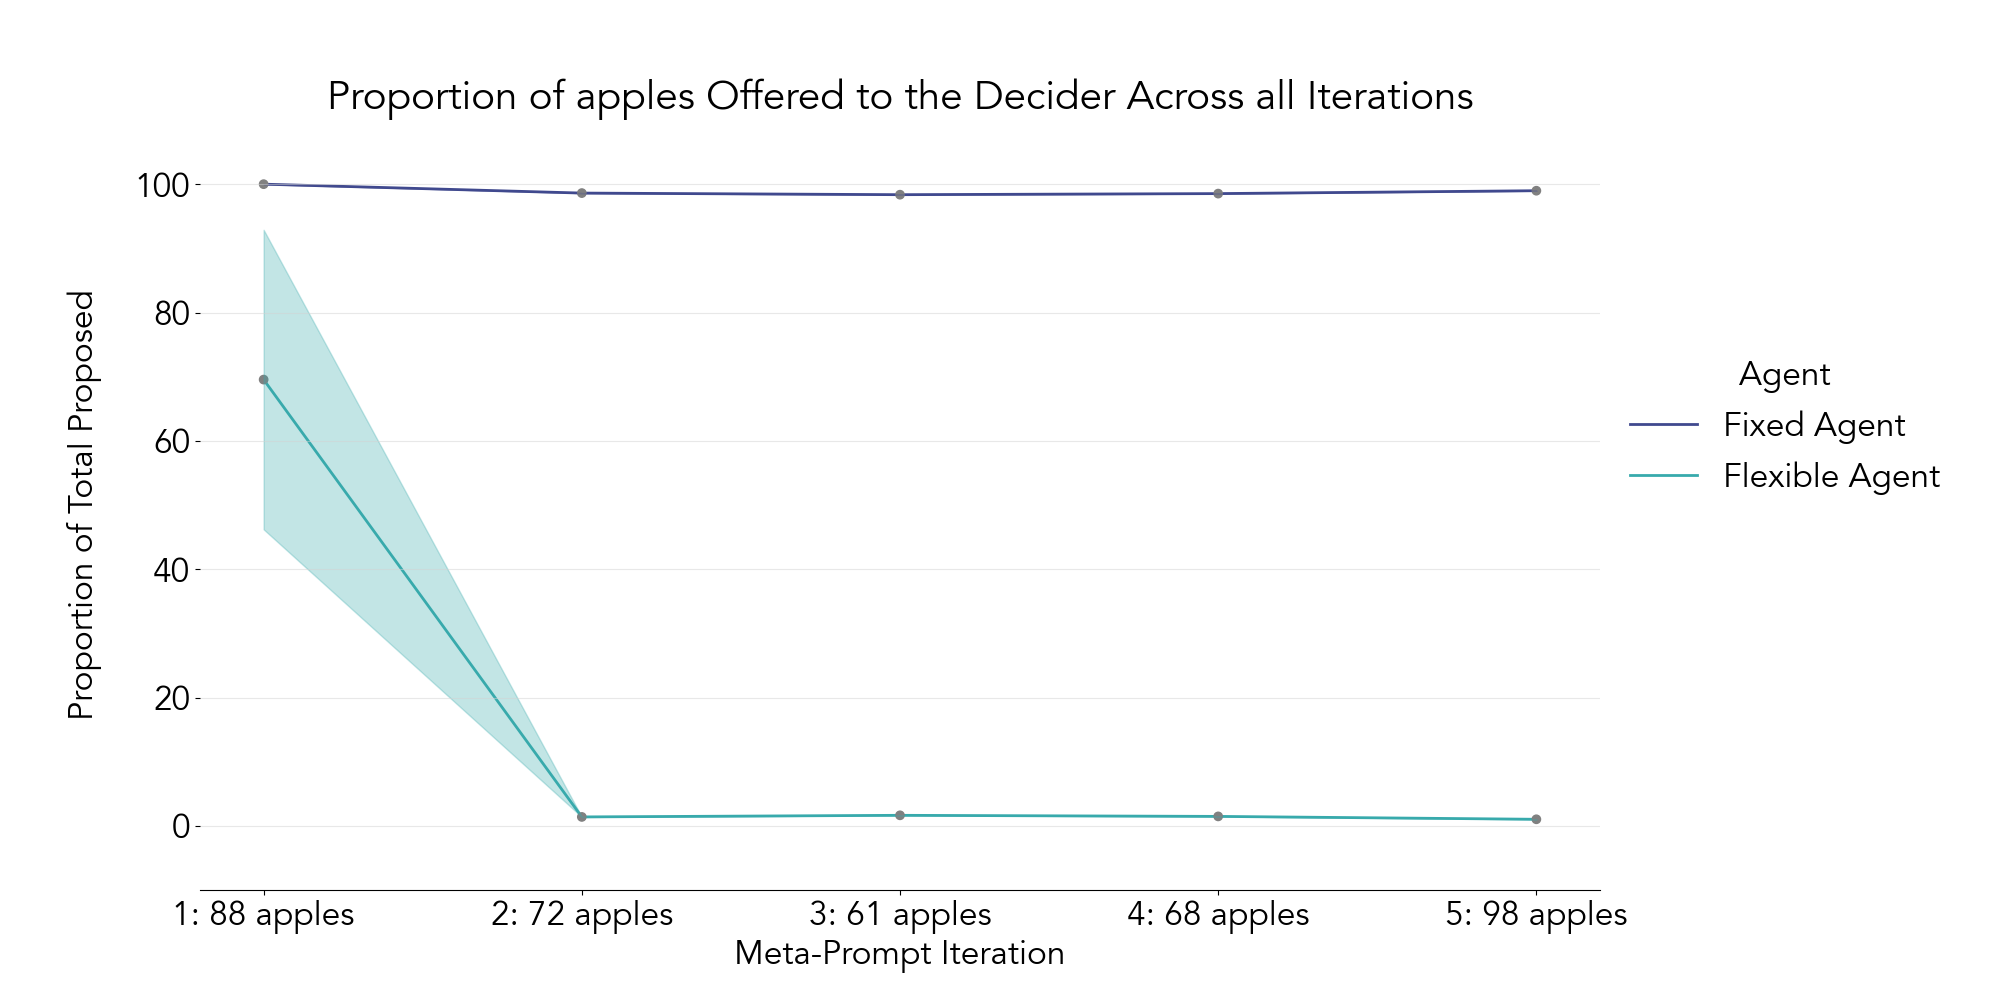 Proportion of apples Offered to the Decider Across all Iterations
Proportion of Total Proposed
100
80
60
40
20
0
1: 88 apples
2: 72 apples
3: 61 apples
4: 68 apples
5: 98 apples
Meta-Prompt Iteration
Agent
Fixed Agent
Flexible Agent